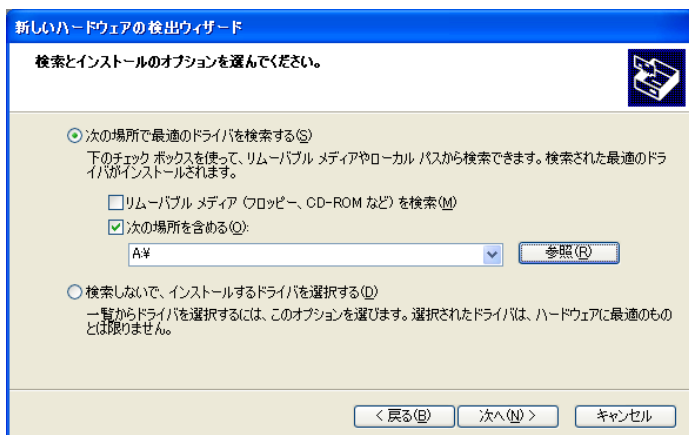 新しいハードウェアの検出ウィザード
検索とインストールのオプションを選んでください。
次の場所で最適のドライバを検索する(S)
下のチェック ボックスを使って、リムーバブル メディアやローカル パスから検索できます。検索された最適のドラ
イバがインストールされます。
リムーバブル メディア (フロッピー、CD-ROM など) を検索(M)
次の場所を含める(O):
A:¥
参照(R)
検索しないで、インストールするドライバを選択する(D)
一覧からドライバを選択するには、このオプションを選びます。選択されたドライバは、ハードウェアに最適のもの
とは限りません。
< 戻る(B)
次へ(N) >
キャンセル